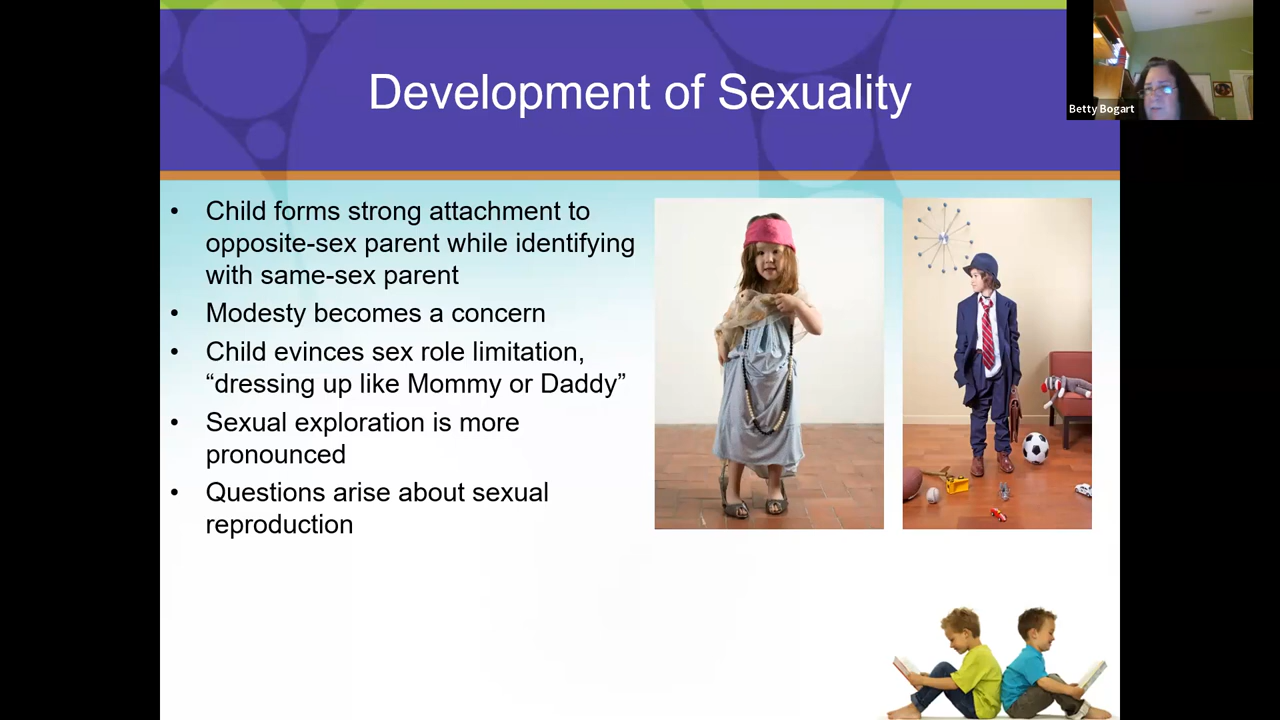 Development of Sexuality
Betty Bogart
• Child forms strong attachment to
opposite-sex parent while identifying
with same-sex parent
• Modesty becomes a concern
• Child evinces sex role limitation,
“dressing up like Mommy or Daddy”
• Sexual exploration is more
pronounced
• Questions arise about sexual
reproduction